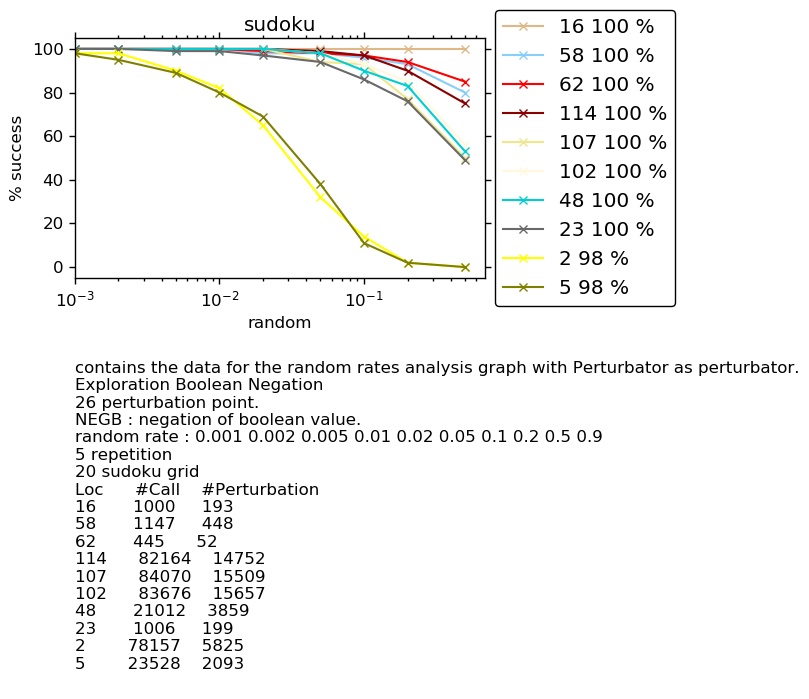 sudoku
100
80
60
40
20
0
% success
10−3
10−2
10−1
random
16 100 %
58 100 %
62 100 %
114 100 %
107 100 %
102 100 %
48 100 %
23 100 %
2 98 %
5 98 %
contains the data for the random rates analysis graph with Perturbator as perturbator.
Exploration Boolean Negation
26 perturbation point.
NEGB : negation of boolean value.
random rate : 0.001 0.002 0.005 0.01 0.02 0.05 0.1 0.2 0.5 0.9
5 repetition
20 sudoku grid
Loc #Call #Perturbation
16 1000 193
58 1147 448
62 445 52
114 82164 14752
107 84070 15509
102 83676 15657
48 21012 3859
23 1006 199
2 78157 5825
5 23528 2093